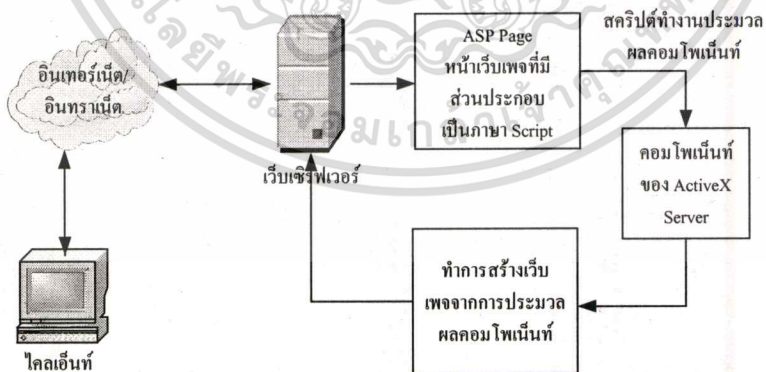 สคริปต์ทำงานประมวล
ผลคอมโพเน็นท์
ASP Page
หน้าเว็บเพจที่มี
ส่วนประกอบ
เป็นภาษา Script
อินเทอร์เน็ต/
อินทราเน็ต
เว็บเซิร์ฟเวอร์
คอมโพเน็นท์
ของ ActiveX
Server
ทำการสร้างเว็บ
เพจจากการประมวล
ผลคอมโพเน็นท์
ไคลเอ็นท์